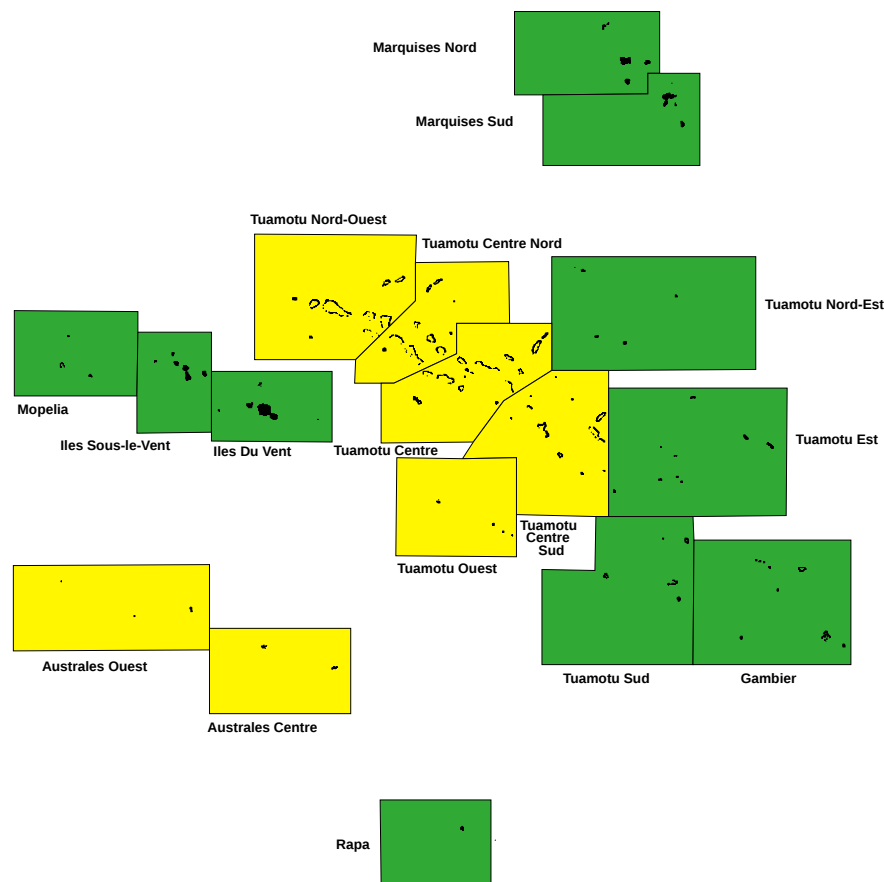 Marquises Nord
Marquises Sud
Tuamotu Nord-Ouest
Tuamotu Centre Nord
Tuamotu Nord-Est
Mopelia
Iles Sous-le-Vent
Iles Du Vent
Tuamotu Centre
Tuamotu Est
Tuamotu
Centre
Sud
Tuamotu Ouest
Australes Ouest
Tuamotu Sud
Gambier
Australes Centre
Rapa